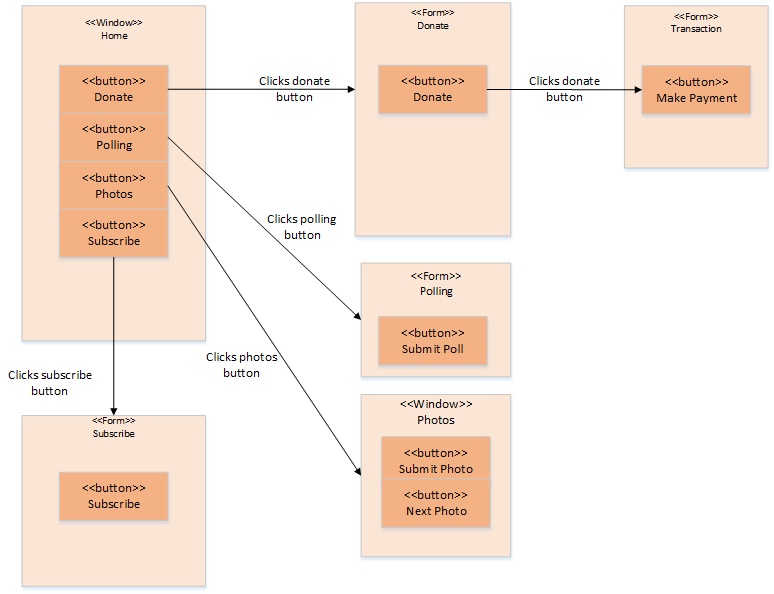 <<Window>>
Home
<<button>>
Donate
<<button>>
Polling
<<button>>
Photos
<<button>>
Subscribe
Clicks donate
button
<<Form>>
Donate
<<button>>
Donate
Clicks donate
button
<<Form>>
Transaction
<<button>>
Make Payment
Clicks polling
button
<<Form>>
Polling
<<button>>
Submit Poll
Clicks photos
button
<<Window>>
Photos
<<button>>
Submit Photo
<<button>>
Next Photo
Clicks subscribe
button
<<Form>>
Subscribe
<<button>>
Subscribe